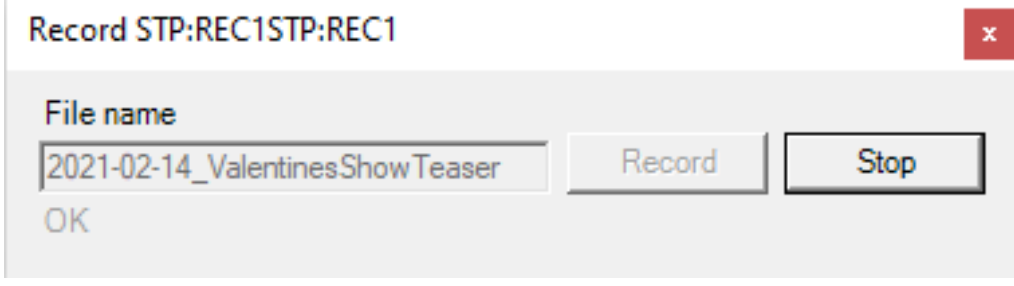 Record STP:REC1STP:REC1
x
File name
2021-02-14_ValentinesShowTeaser
Record
Stop
OK